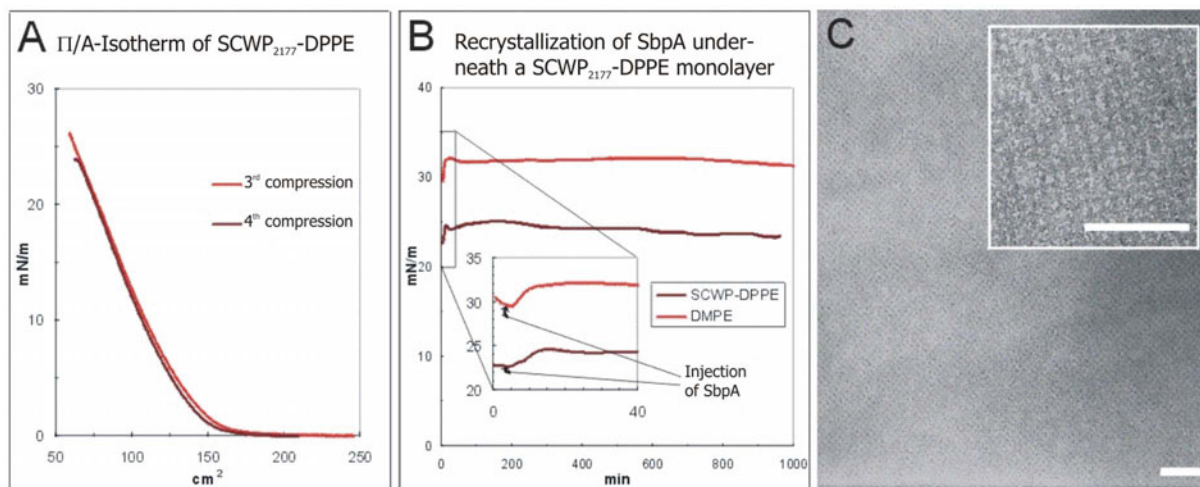 A
Π/A-Isotherm of SCWP2177-DPPE
30
20
mN/m
10
0
50
100
150
200
250
cm2
3rd compression
4th compression
B
Recrystallization of SbpA under-
neath a SCWP2177-DPPE monolayer
40
30
mN/m
20
10
0
0
200
400
600
800
1000
min
35
30
25
20
0
40
SCWP-DPPE
DMPE
Injection
of SbpA
C